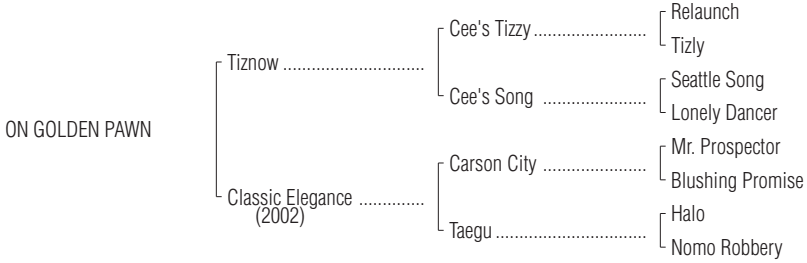 Relaunch
Cee's Tizzy ........................
Tizly
Tiznow ..............................
Seattle Song
Cee's Song ......................
Lonely Dancer
ON GOLDEN PAWN
Mr. Prospector
Carson City ......................
Blushing Promise
Classic Elegance ..............
(2002)
Halo
Taegu ................................
Nomo Robbery